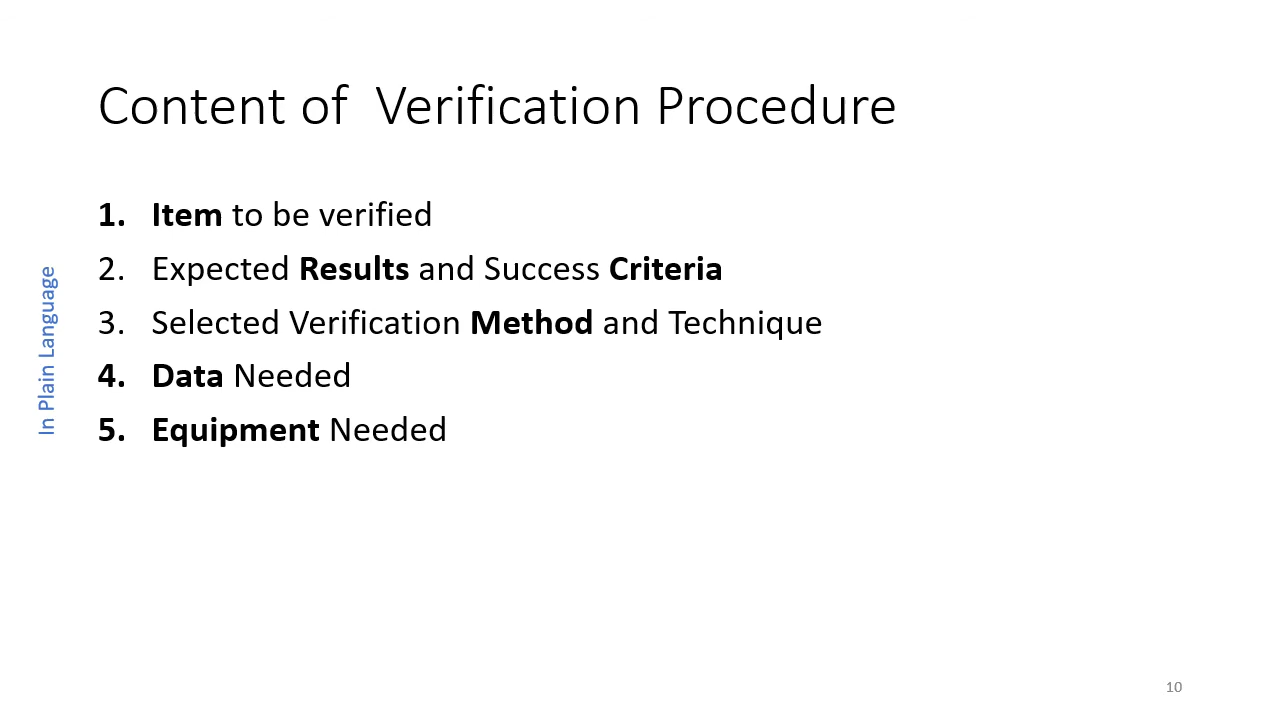 Content of  Verification Procedure
In Plain Language
1. Item to be verified
2. Expected Results and Success Criteria
3. Selected Verification Method and Technique
4. Data Needed
5. Equipment Needed
10